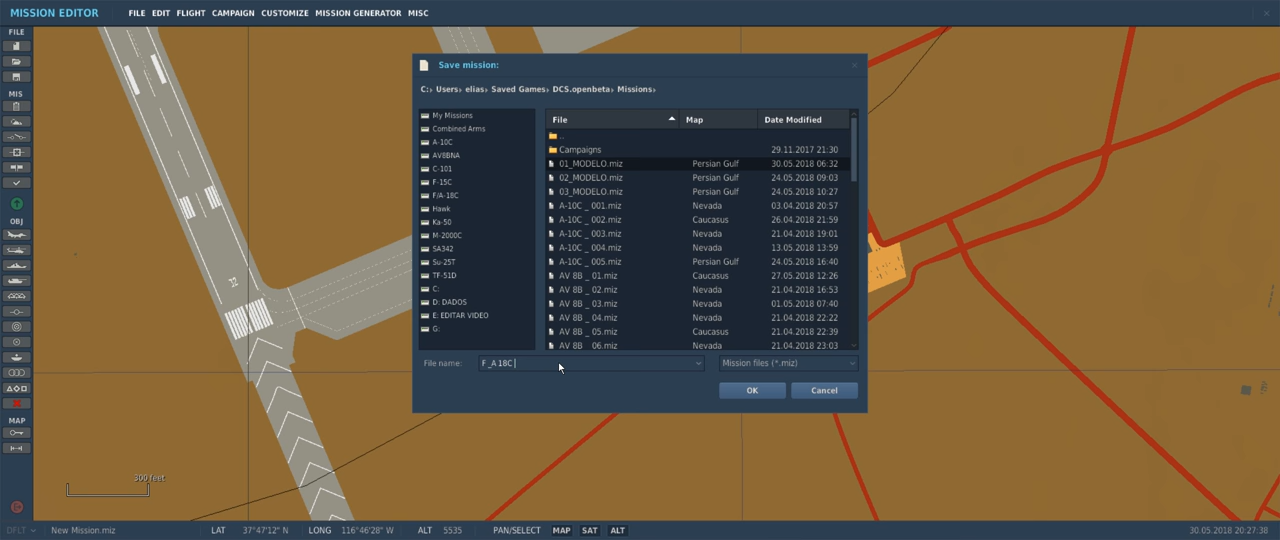 MISSION EDITOR FILE EDIT FLIGHT CAMPAIGN CUSTOMIZE MISSION GENERATOR MISC
FILE
MIS
OBJ
MAP
Save mission:
C:› Users› elias› Saved Games› DCS.openbeta› Missions›
My Missions
Combined Arms
A-10C
AV8BNA
C-101
F-15C
F/A-18C
Hawk
Ka-50
M-2000C
SA342
Su-25T
TF-51D
C:
D: DADOS
E: EDITAR VIDEO
G:
File Map Date Modified
..
Campaigns 29.11.2017 21:30
01_MODELO.miz Persian Gulf 30.05.2018 06:32
02_MODELO.miz Persian Gulf 24.05.2018 09:03
03_MODELO.miz Persian Gulf 24.05.2018 10:27
A-10C _ 001.miz Nevada 03.04.2018 20:57
A-10C _ 002.miz Caucasus 26.04.2018 21:59
A-10C _ 003.miz Nevada 21.04.2018 19:01
A-10C _ 004.miz Nevada 13.05.2018 13:59
A-10C _ 005.miz Persian Gulf 24.05.2018 16:40
AV 8B _ 01.miz Caucasus 27.05.2018 12:26
AV 8B _ 02.miz Nevada 21.04.2018 16:53
AV 8B _ 03.miz Nevada 01.05.2018 07:40
AV 8B _ 04.miz Nevada 21.04.2018 22:22
AV 8B _ 05.miz Caucasus 21.04.2018 22:39
AV 8B _ 06.miz Nevada 21.04.2018 23:03
File name: F_A 18C Mission files (*.miz)
OK Cancel
32
300 feet
DFLT New Mission.miz LAT 37°47'12" N LONG 116°46'28" W ALT 5535 PAN/SELECT MAP SAT ALT 30.05.2018 20:27:38